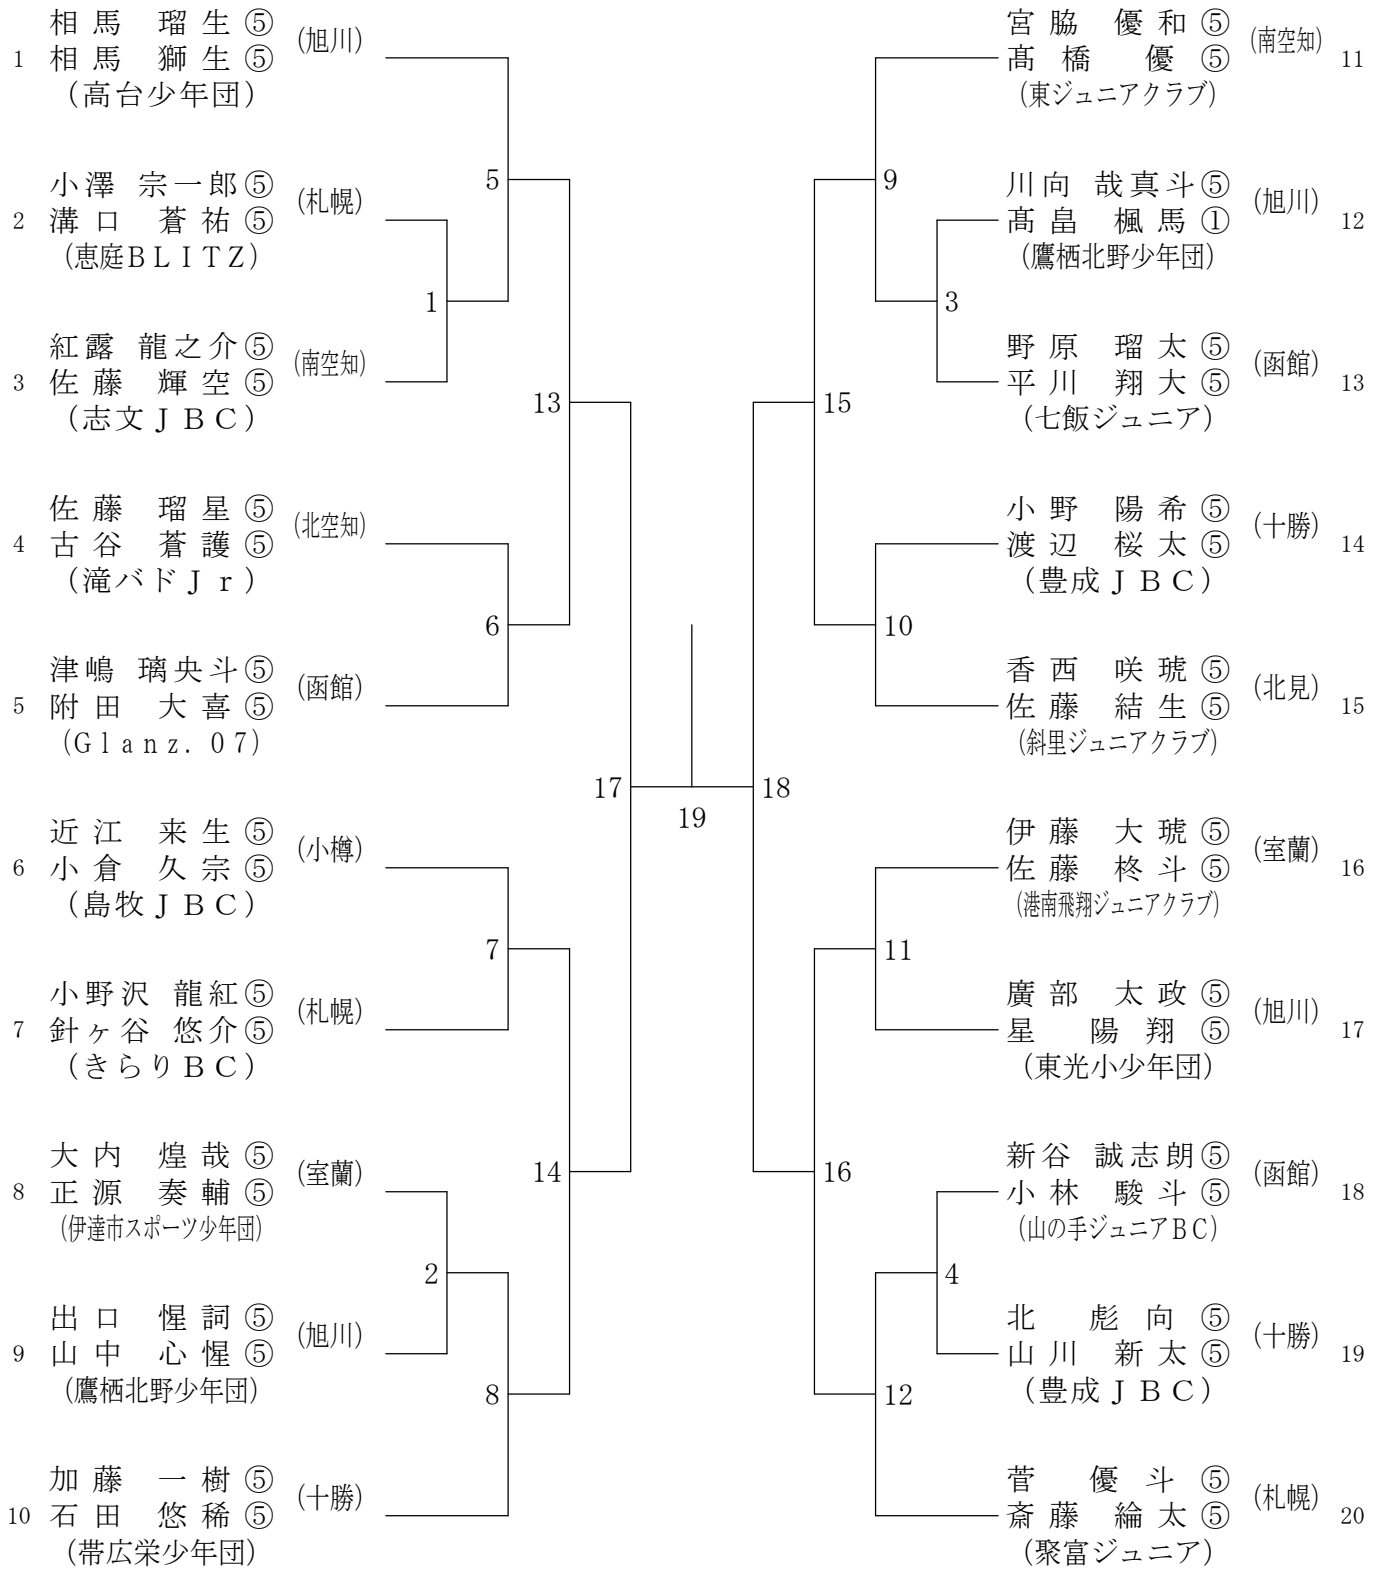 相馬 瑠生⑤ (旭川)
1 相馬 獅生⑤
(高台少年団)
小澤 宗一郎⑤ (札幌)
2 溝口 蒼祐⑤
(恵庭BLITZ)
紅露 龍之介⑤ (南空知)
3 佐藤 輝空⑤
(志文JBC)
佐藤 瑠星⑤ (北空知)
4 古谷 蒼護⑤
(滝バドJr)
津嶋 璃央斗⑤ (函館)
5 附田 大喜⑤
(Glanz.07)
近江 来生⑤ (小樽)
6 小倉 久宗⑤
(島牧JBC)
小野沢 龍紅⑤ (札幌)
7 針ヶ谷 悠介⑤
(きらりBC)
大内 煌哉⑤ (室蘭)
8 正源 奏輔⑤
(伊達市スポーツ少年団)
出口 惺詞⑤ (旭川)
9 山中 心惺⑤
(鷹栖北野少年団)
加藤 一樹⑤ (十勝)
10 石田 悠稀⑤
(帯広栄少年団)
5
1
13
6
17
7
14
2
8
19
9
3
15
10
18
11
16
4
12
宮脇 優和⑤ (南空知)
髙橋 優⑤ 11
(東ジュニアクラブ)
川向 哉真斗⑤ (旭川)
髙畠 楓馬① 12
(鷹栖北野少年団)
野原 瑠太⑤ (函館)
平川 翔大⑤ 13
(七飯ジュニア)
小野 陽希⑤ (十勝)
渡辺 桜太⑤ 14
(豊成JBC)
香西 咲琥⑤ (北見)
佐藤 結生⑤ 15
(斜里ジュニアクラブ)
伊藤 大琥⑤ (室蘭)
佐藤 柊斗⑤ 16
(港南飛翔ジュニアクラブ)
廣部 太政⑤ (旭川)
星 陽翔⑤ 17
(東光小少年団)
新谷 誠志朗⑤ (函館)
小林 駿斗⑤ 18
(山の手ジュニアBC)
北 彪向⑤ (十勝)
山川 新太⑤ 19
(豊成JBC)
菅 優斗⑤ (札幌)
斎藤 綸太⑤ 20
(聚富ジュニア)